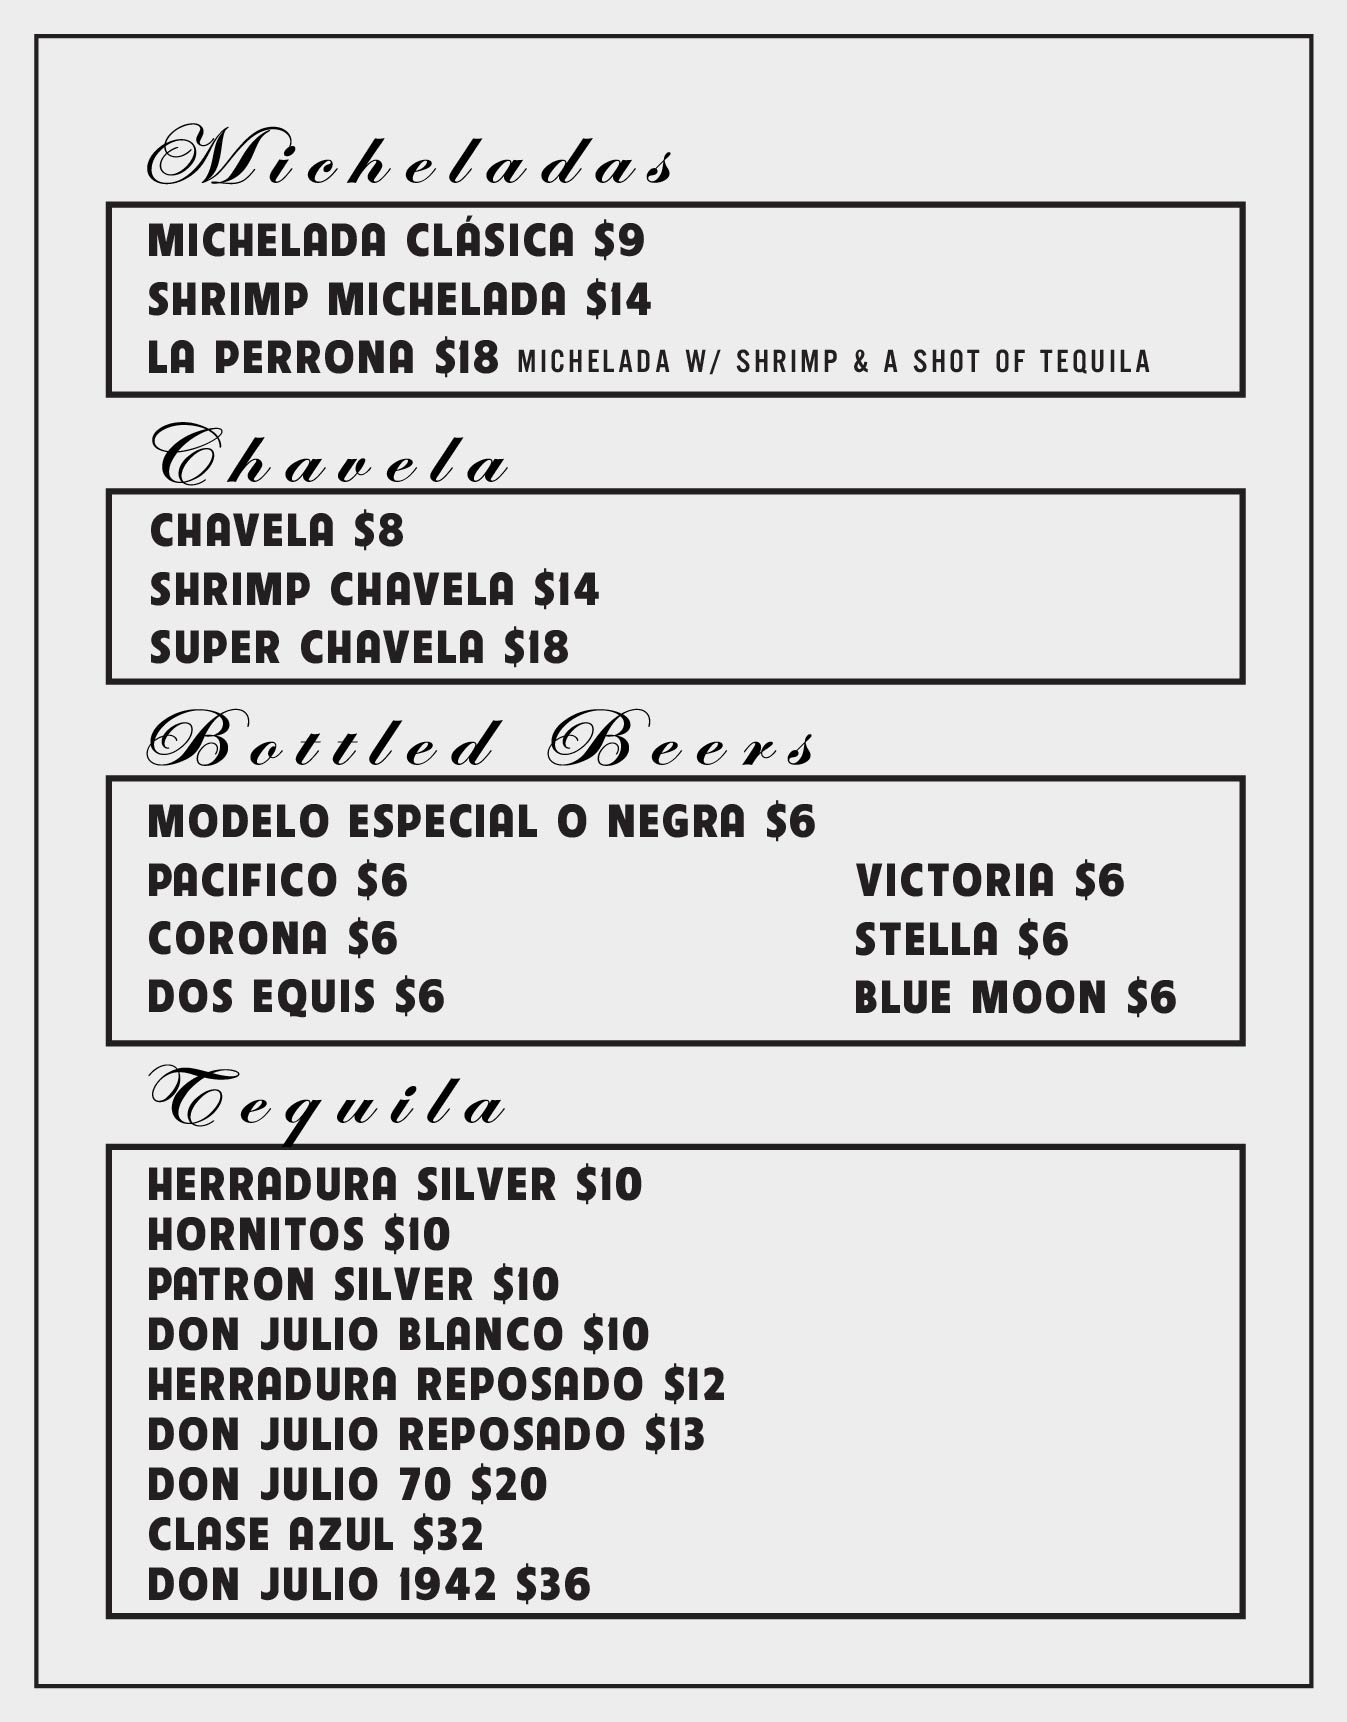 Micheladas
MICHELADA CLÁSICA $9
SHRIMP MICHELADA $14
LA PERRONA $18 MICHELADA W/ SHRIMP & A SHOT OF TEQUILA
Chavela
CHAVELA $8
SHRIMP CHAVELA $14
SUPER CHAVELA $18
Bottled Beers
MODELO ESPECIAL O NEGRA $6
PACIFICO $6
CORONA $6
DOS EQUIS $6
VICTORIA $6
STELLA $6
BLUE MOON $6
Tequila
HERRADURA SILVER $10
HORNITOS $10
PATRON SILVER $10
DON JULIO BLANCO $10
HERRADURA REPOSADO $12
DON JULIO REPOSADO $13
DON JULIO 70 $20
CLASE AZUL $32
DON JULIO 1942 $36